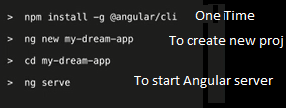 > npm install -g @angular/cli One Time
> ng new my-dream-app To create new proj
> cd my-dream-app
> ng serve To start Angular server